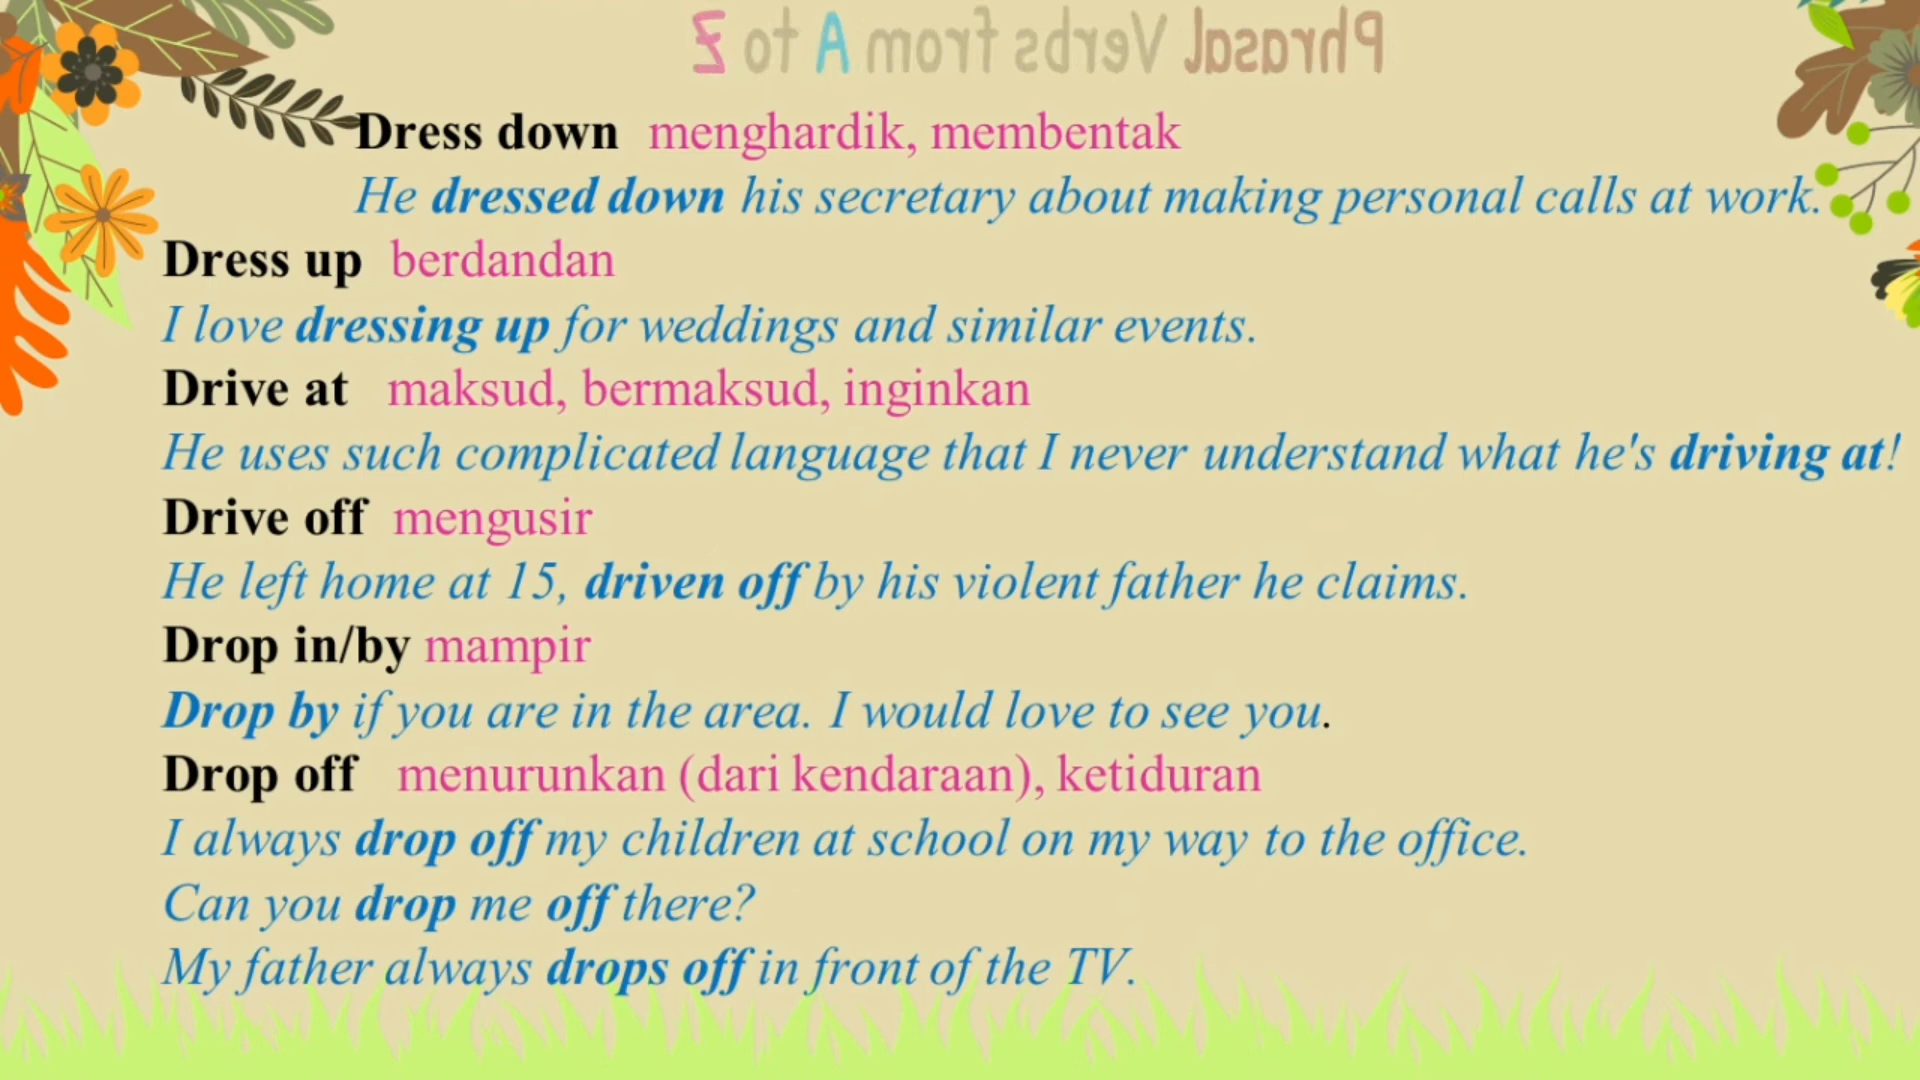 Phrasal Verbs from A to Z
Dress down menghardik, membentak
He dressed down his secretary about making personal calls at work.
Dress up berdandan
I love dressing up for weddings and similar events.
Drive at maksud, bermaksud, inginkan
He uses such complicated language that I never understand what he's driving at!
Drive off mengusir
He left home at 15, driven off by his violent father he claims.
Drop in/by mampir
Drop by if you are in the area. I would love to see you.
Drop off menurunkan (dari kendaraan), ketiduran
I always drop off my children at school on my way to the office.
Can you drop me off there?
My father always drops off in front of the TV.